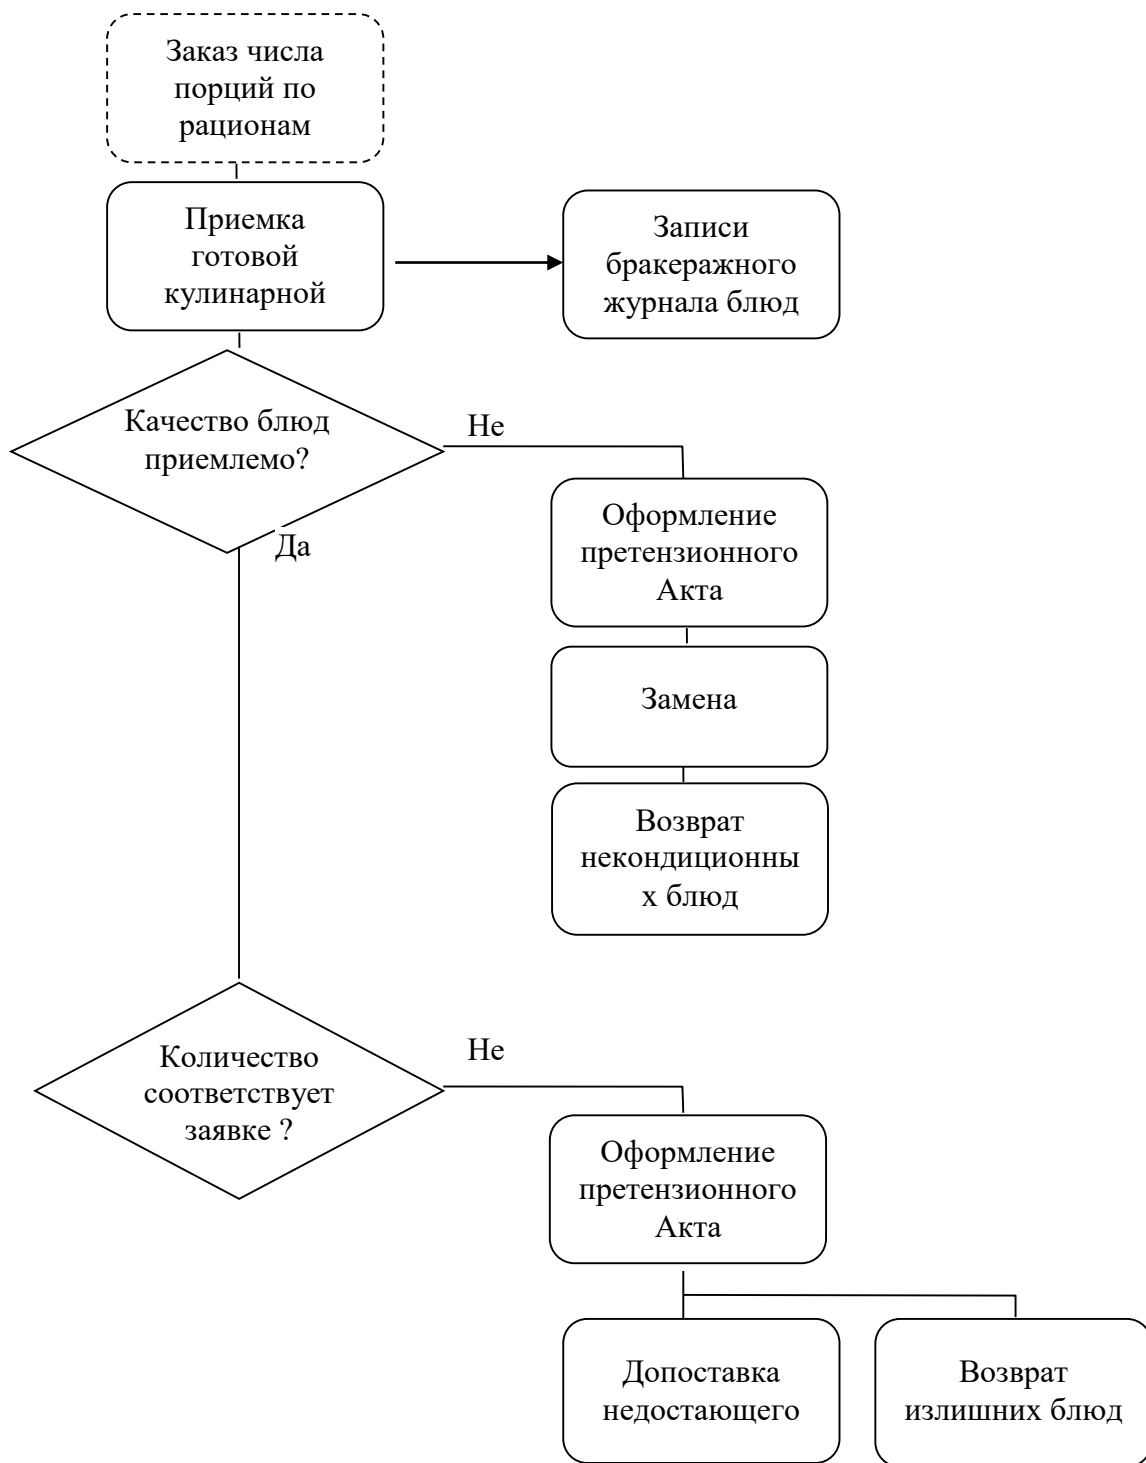 Заказ числа
порций по
рационам
Приемка
готовой
кулинарной
Записи
бракеражного
журнала блюд
Качество блюд
приемлемо?
Не
Да
Оформление
претензионного
Акта
Замена
Возврат
некондиционны
х блюд
Количество
соответствует
заявке ?
Не
Оформление
претензионного
Акта
Допоставка
недостающего
Возврат
излишних блюд